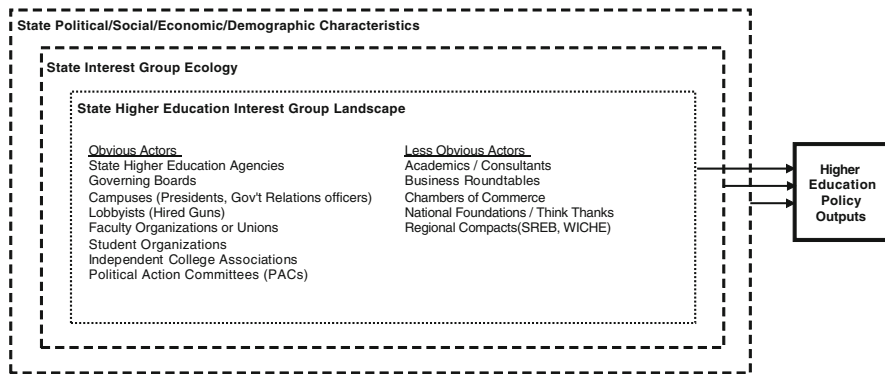 State Political/Social/Economic/Demographic Characteristics
State Interest Group Ecology
State Higher Education Interest Group Landscape
Obvious Actors
State Higher Education Agencies
Governing Boards
Campuses (Presidents, Gov't Relations officers)
Lobbyists (Hired Guns)
Faculty Organizations or Unions
Student Organizations
Independent College Associations
Political Action Committees (PACs)
Less Obvious Actors
Academics / Consultants
Business Roundtables
Chambers of Commerce
National Foundations / Think Thanks
Regional Compacts(SREB, WICHE)
Higher
Education
Policy
Outputs